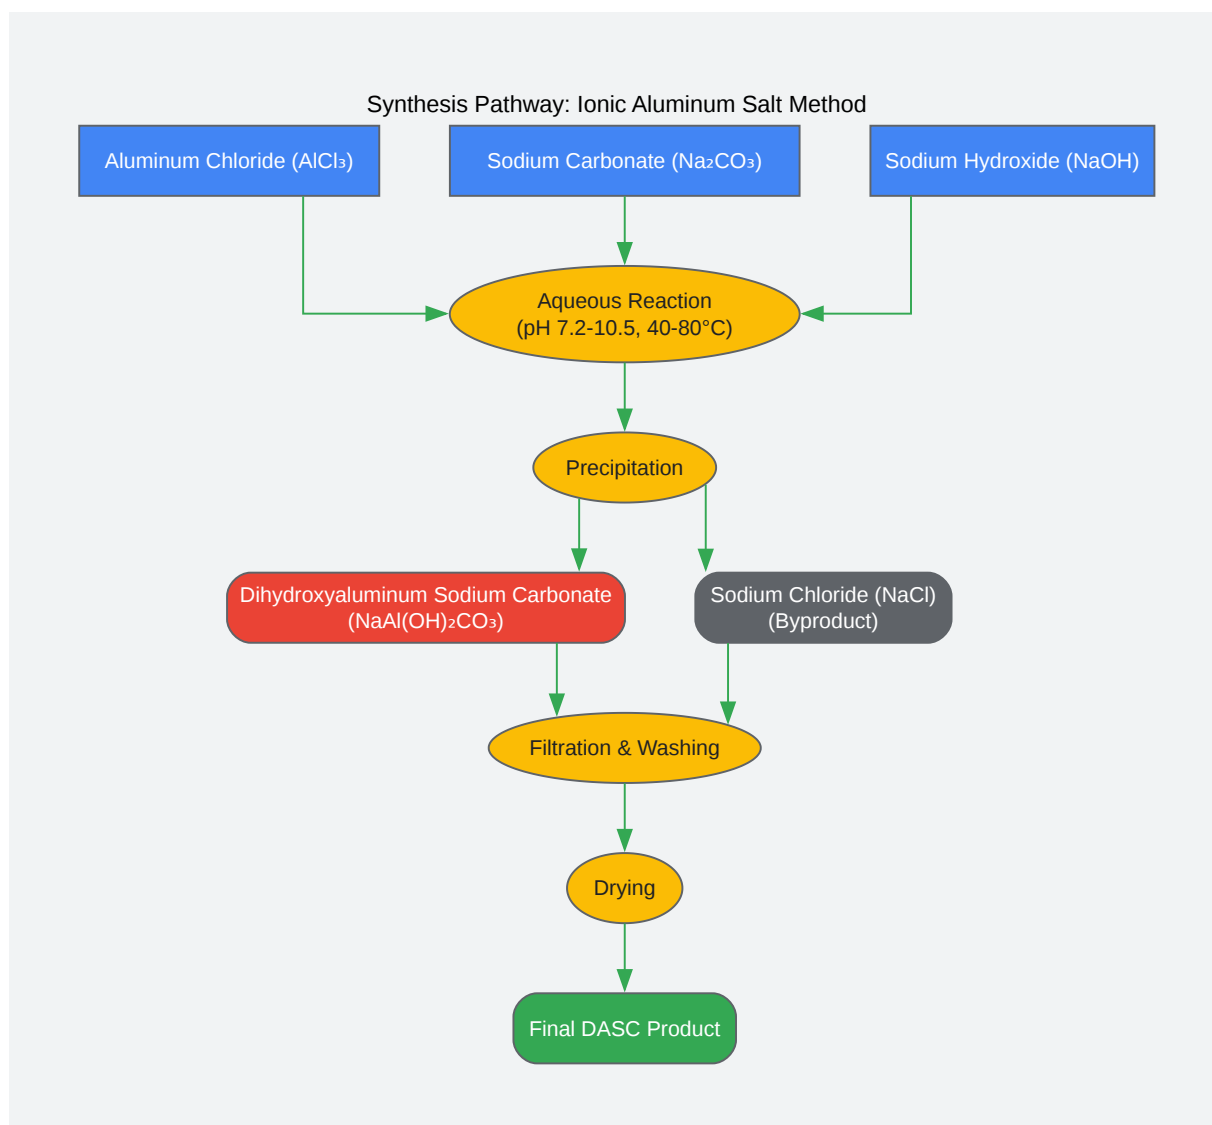 Synthesis Pathway: Ionic Aluminum Salt Method
Aluminum Chloride (AlCl₃)
Sodium Carbonate (Na₂CO₃)
Sodium Hydroxide (NaOH)
Aqueous Reaction
(pH 7.2-10.5, 40-80°C)
Precipitation
Dihydroxyaluminum Sodium Carbonate
(NaAl(OH)₂CO₃)
Sodium Chloride (NaCl)
(Byproduct)
Filtration & Washing
Drying
Final DASC Product